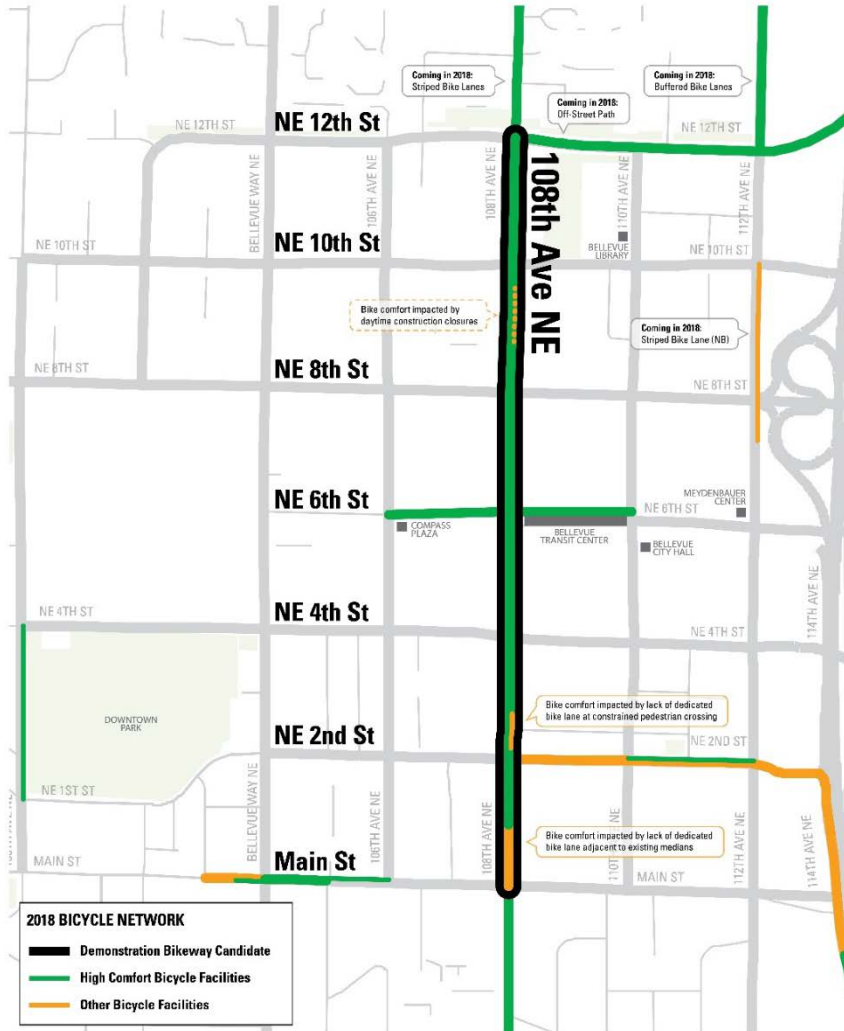 Coming in 2018:
Striped Bike Lanes
Coming in 2018:
Buffered Bike Lanes
Coming in 2018:
Off-Street Path
NE 12TH ST
NE 12th St
NE 12TH ST
BELLEVUE WAY NE
106TH AVE NE
108TH AVE NE
108th Ave NE
110TH AVE NE
112TH AVE NE
BELLEVUE
LIBRARY
NE 10TH ST
NE 10th St
NE 10TH ST
Bike comfort impacted by
daytime construction closures
Coming in 2018:
Striped Bike Lane (NB)
NE 8TH ST
NE 8th St
NE 8TH ST
NE 6th St
NE 6TH ST
MEYDENBAUER
CENTER
COMPASS
PLAZA
BELLEVUE
TRANSIT CENTER
BELLEVUE
CITY HALL
114TH AVE NE
NE 4TH ST
NE 4th St
NE 4TH ST
DOWNTOWN
PARK
Bike comfort impacted by lack of dedicated
bike lane at constrained pedestrian crossing
NE 2nd St
NE 2ND ST
NE 1ST ST
BELLEVUE WAY NE
106TH AVE NE
108TH AVE NE
112TH AVE NE
114TH AVE NE
Bike comfort impacted by lack of dedicated
bike lane adjacent to existing medians
MAIN ST
Main St
MAIN ST
2018 BICYCLE NETWORK
Demonstration Bikeway Candidate
High Comfort Bicycle Facilities
Other Bicycle Facilities